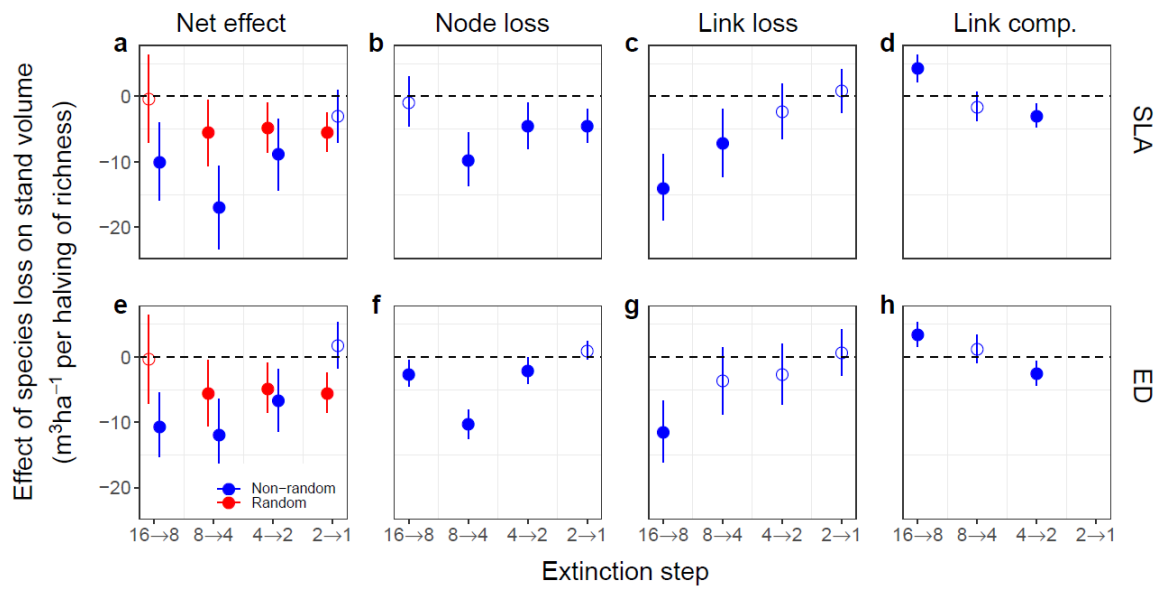 Net effect
Node loss
Link loss
Link comp.
a
b
c
d
0
−10
−20
SLA
Effect of species loss on stand volume
(m³ha⁻¹ per halving of richness)
e
f
g
h
0
−10
−20
ED
Non-random
Random
16→8 8→4 4→2 2→1
16→8 8→4 4→2 2→1
16→8 8→4 4→2 2→1
16→8 8→4 4→2 2→1
Extinction step